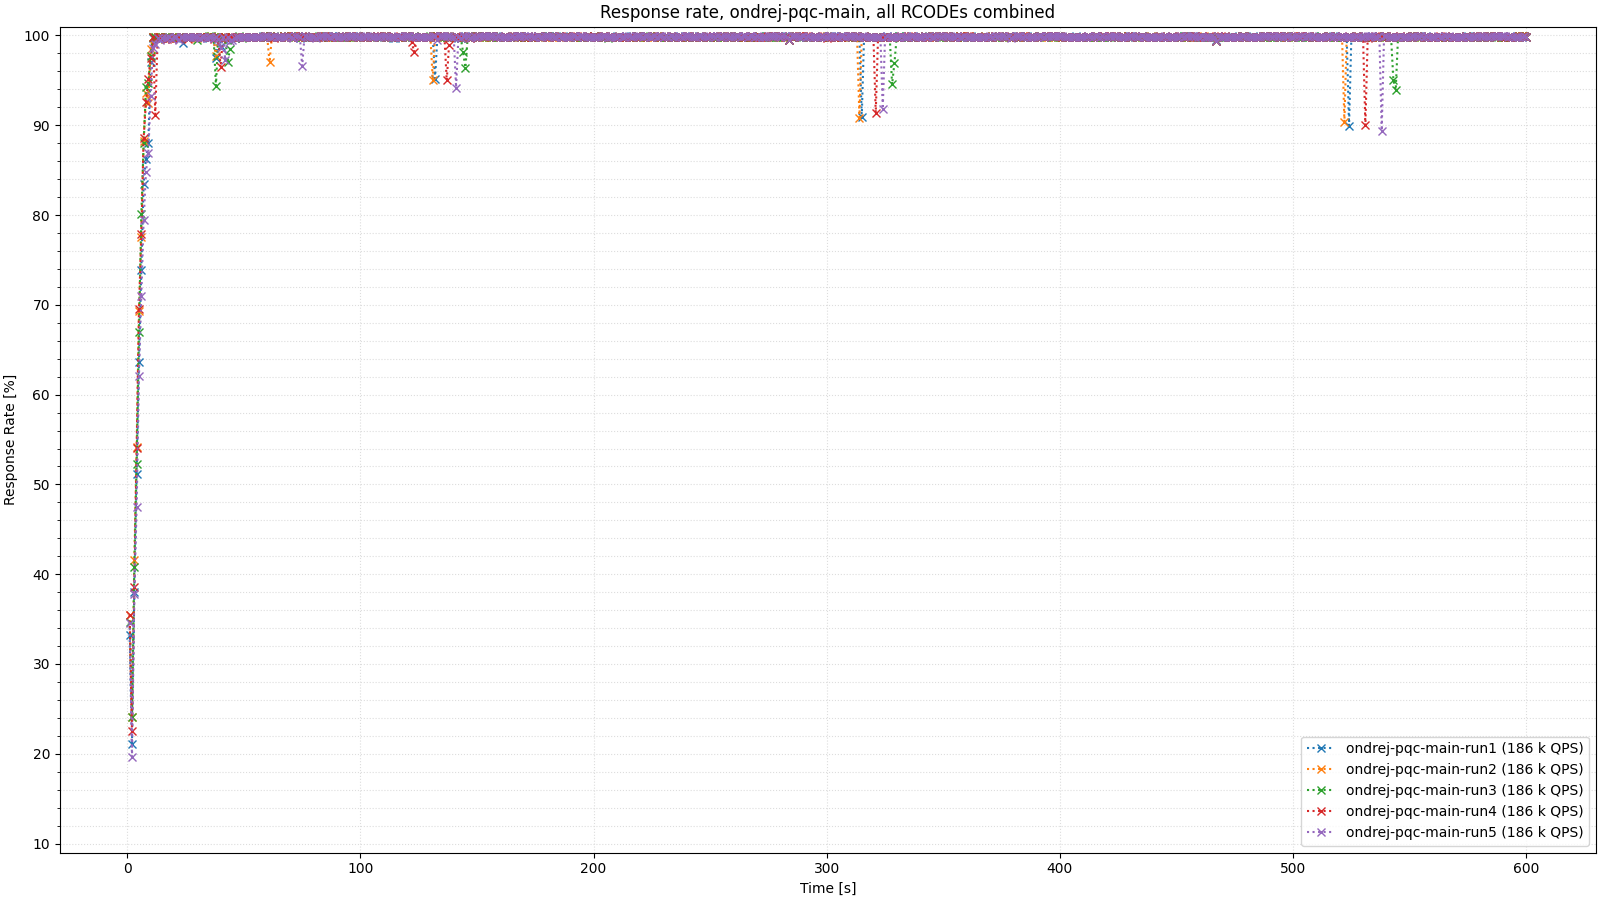 Response rate, ondrej-pqc-main, all RCODEs combined
Response Rate [%]
100
90
80
70
60
50
40
30
20
10
0
100
200
300
400
500
600
Time [s]
ondrej-pqc-main-run1 (186 k QPS)
ondrej-pqc-main-run2 (186 k QPS)
ondrej-pqc-main-run3 (186 k QPS)
ondrej-pqc-main-run4 (186 k QPS)
ondrej-pqc-main-run5 (186 k QPS)